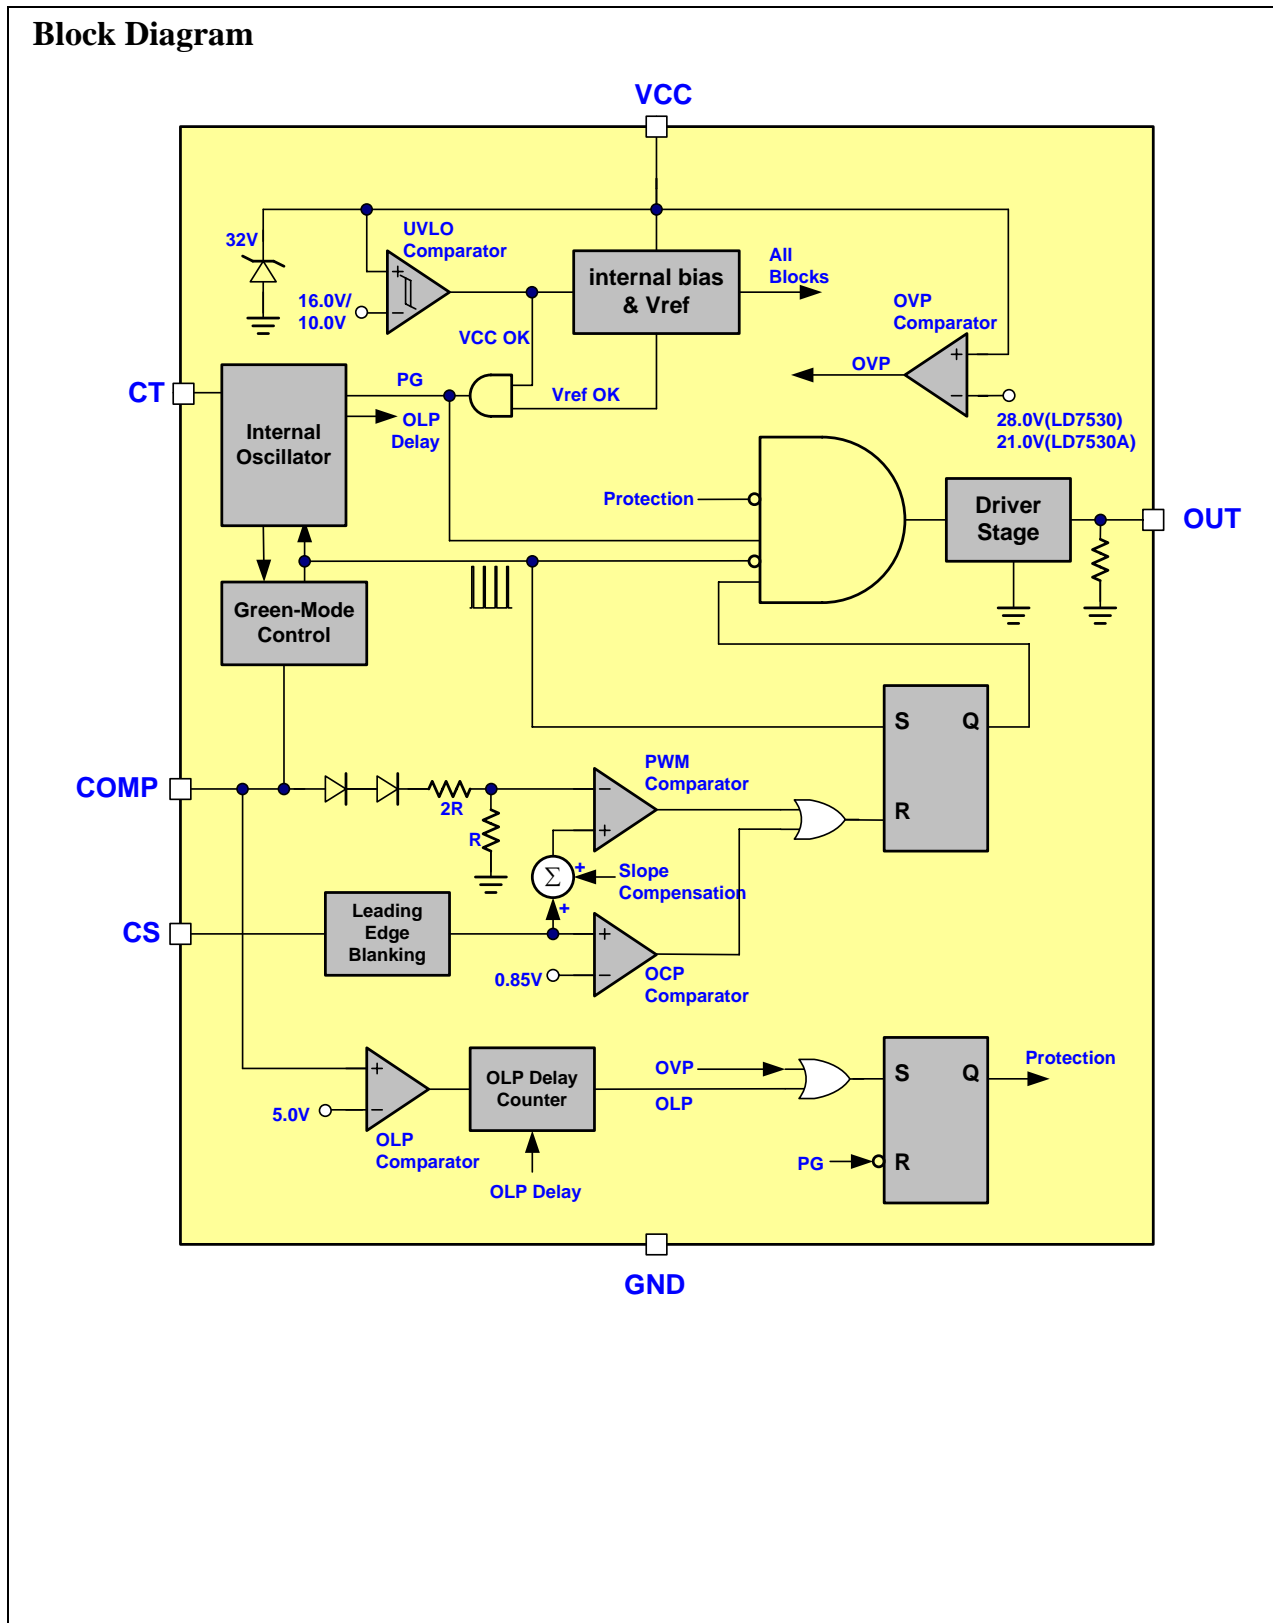 Block Diagram
VCC
32V
UVLO
Comparator
16.0V/
10.0V
VCC OK
internal bias
& Vref
All
Blocks
OVP
Comparator
OVP
+
−
+
−
28.0V(LD7530)
21.0V(LD7530A)
CT
PG
Vref OK
OLP
Delay
Internal
Oscillator
Protection
Driver
Stage
OUT
Green-Mode
Control
S
Q
R
COMP
2R
R
PWM
Comparator
−
+
Σ
+
+
Slope
Compensation
CS
Leading
Edge
Blanking
0.85V
+
−
OCP
Comparator
+
−
5.0V
OLP
Comparator
OLP Delay
Counter
OLP Delay
OVP
OLP
S
Q
Protection
PG
R
GND